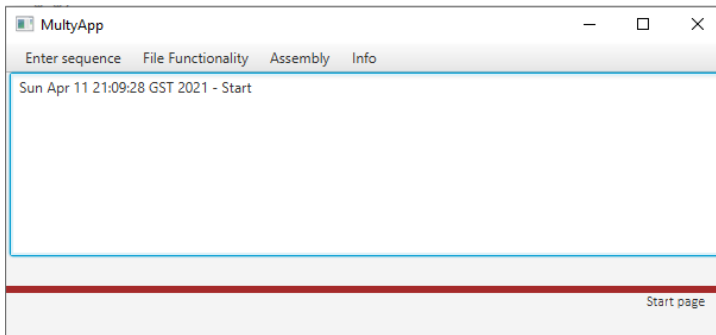 MultyApp
Enter sequence File Functionality Assembly Info
Sun Apr 11 21:09:28 GST 2021 - Start
Start page